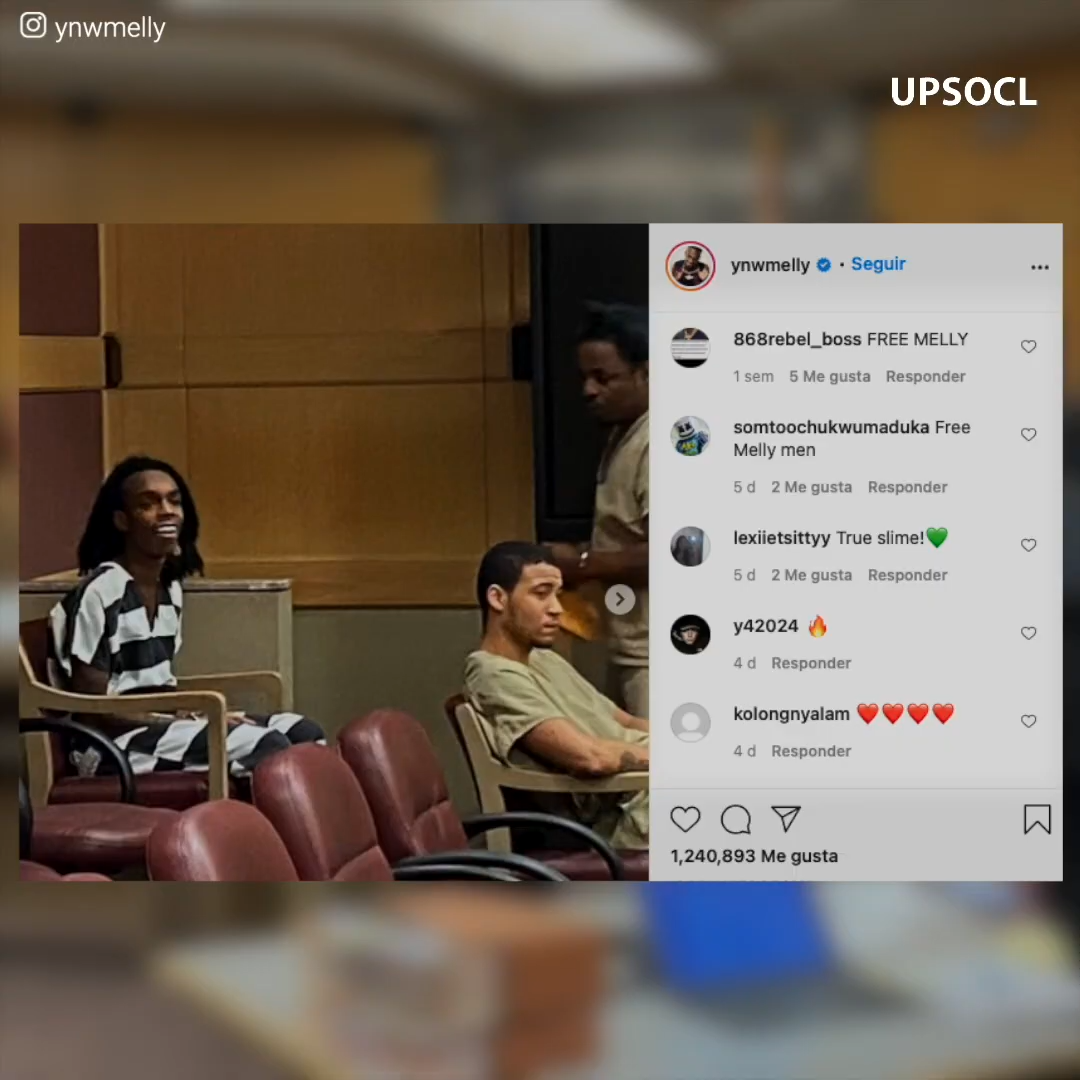 ynwmelly
UPSOCL
ynwmelly · Seguir
868rebel_boss FREE MELLY
1 sem 5 Me gusta Responder
somtoochukwumaduka Free
Melly men
5 d 2 Me gusta Responder
lexiietsittyy True slime!💚
5 d 2 Me gusta Responder
y42024 🔥
4 d Responder
kolongnyalam ❤️❤️❤️❤️
4 d Responder
1,240,893 Me gusta